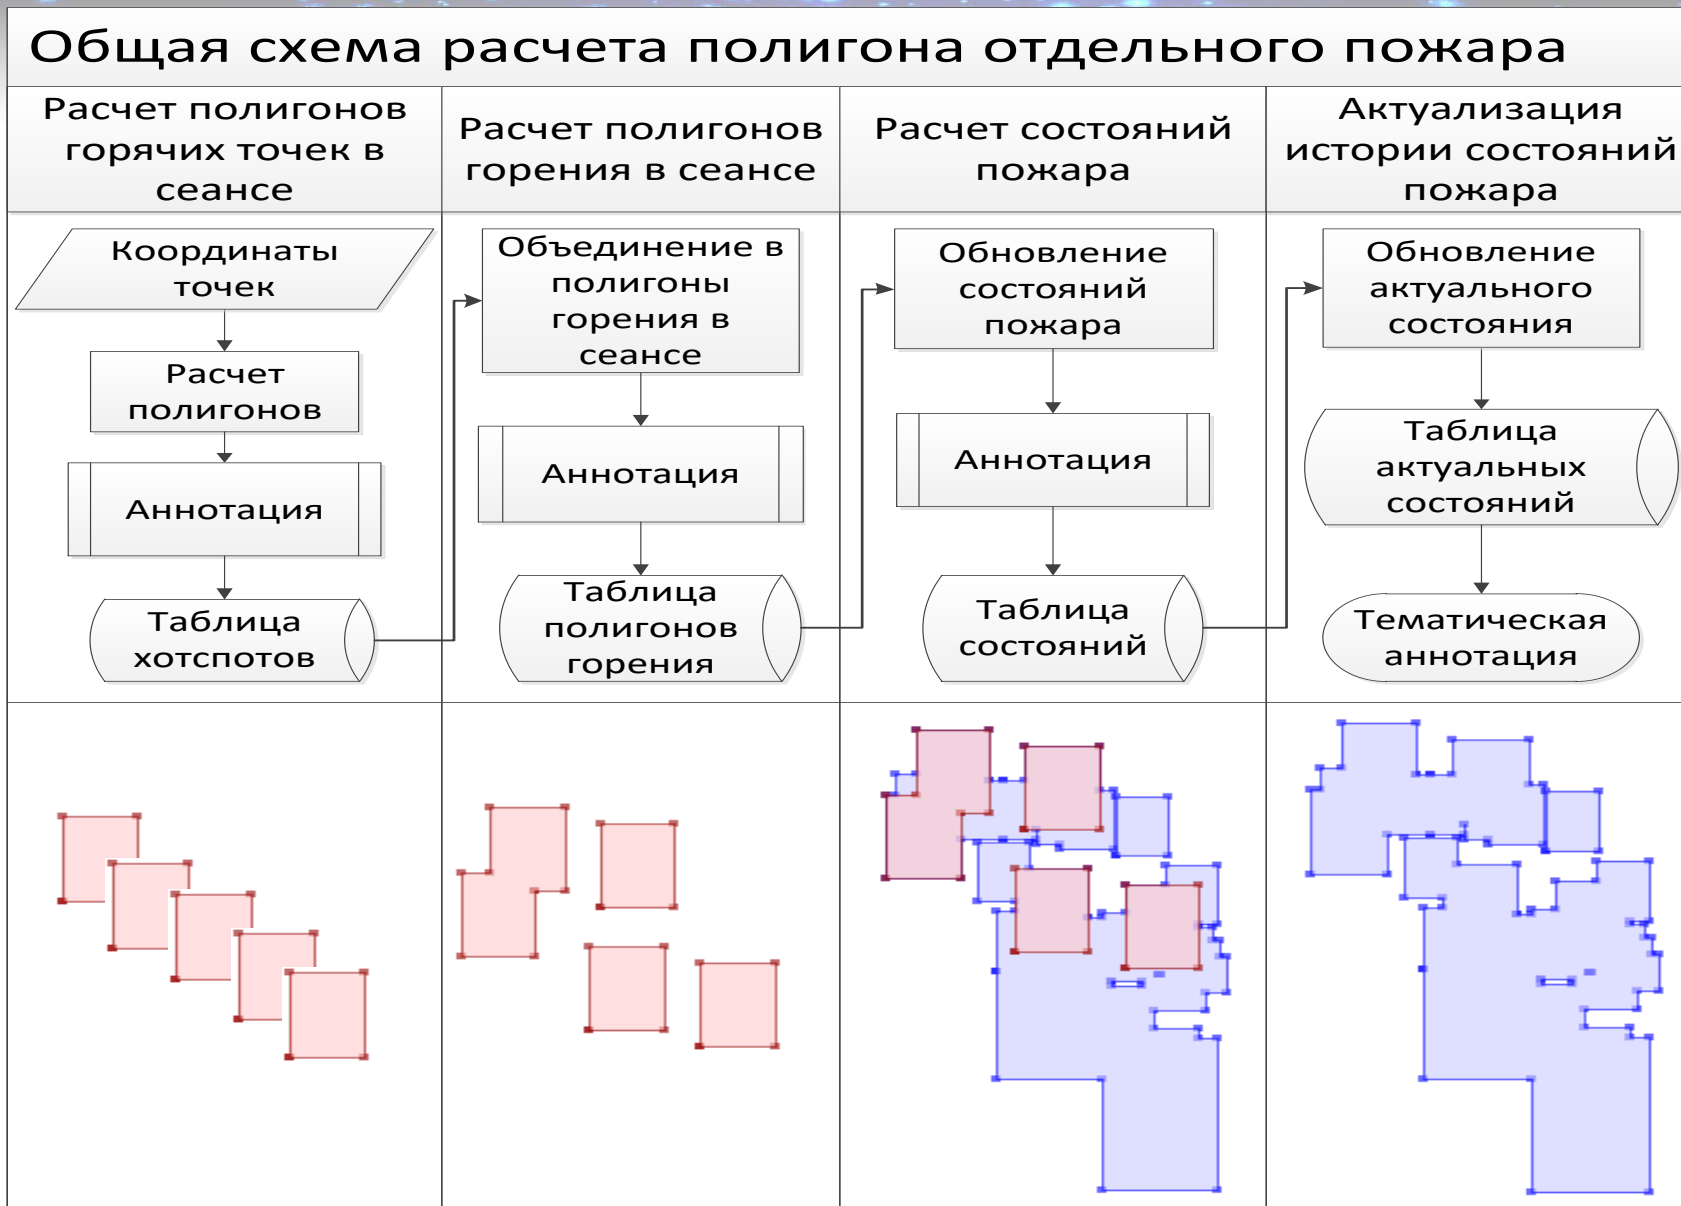 Общая схема расчета полигона отдельного пожара
Расчет полигонов
горячих точек в
сеансе
Расчет полигонов
горения в сеансе
Расчет состояний
пожара
Актуализация
истории состояний
пожара
Координаты
точек
Расчет
полигонов
Аннотация
Таблица
хотспотов
Объединение в
полигоны
горения в
сеансе
Аннотация
Таблица
полигонов
горения
Обновление
состояний
пожара
Аннотация
Таблица
состояний
Обновление
актуального
состояния
Таблица
актуальных
состояний
Тематическая
аннотация